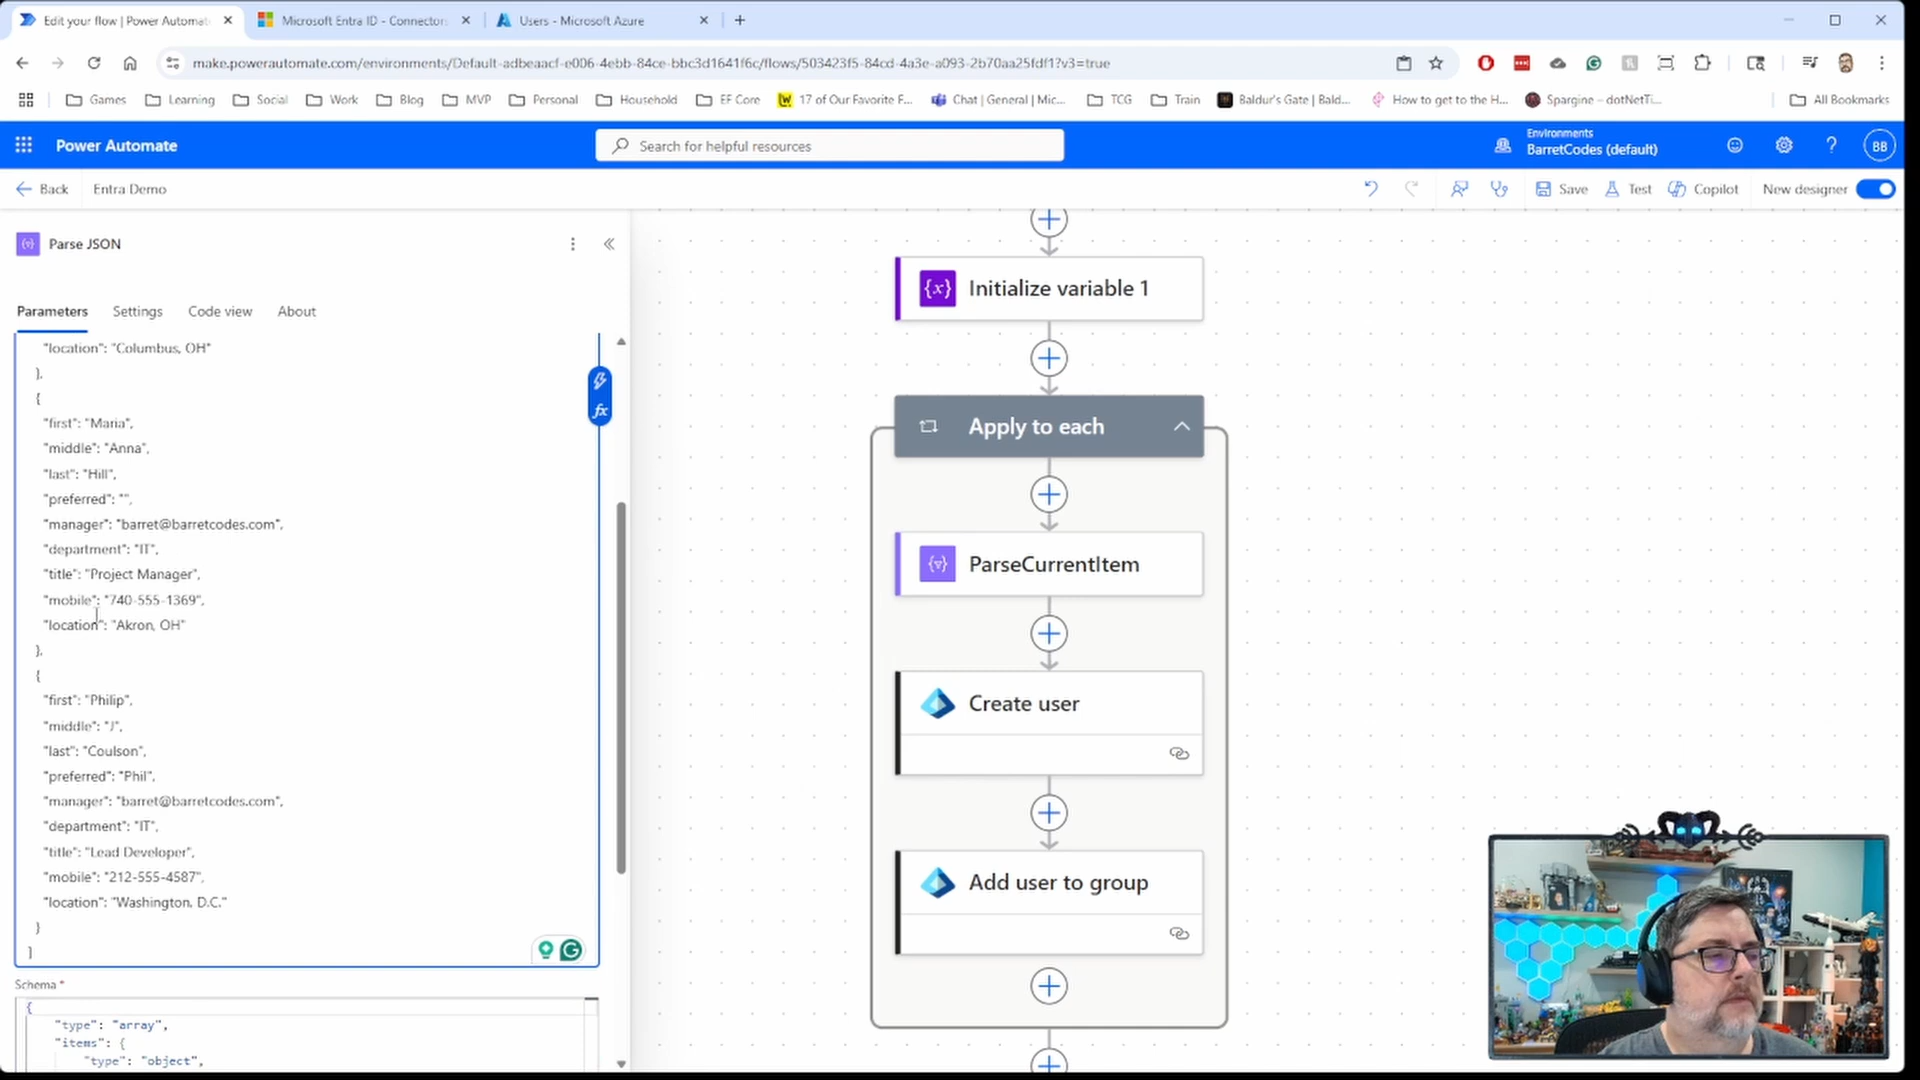 Edit your flow | Power Automate
Microsoft Entra ID - Connectors
Users - Microsoft Azure
make.powerautomate.com/environments/Default-adbeaacf-e006-4ebb-84ce-bbc3d1641f6c/flows/503423f5-84cd-4a3e-a093-2b70aa25fdf1?v3=true
Games
Learning
Social
Work
Blog
MVP
Personal
Household
EF Core
17 of Our Favorite F...
Chat | General | Mic...
TCG
Train
Baldur's Gate | Bald...
How to get to the H...
Spargine – dotNetTi...
All Bookmarks
Power Automate
Search for helpful resources
Environments
BarretCodes (default)
BB
Back
Entra Demo
Save
Test
Copilot
New designer
Parse JSON
Parameters
Settings
Code view
About
"location": "Columbus, OH"
},
{
"first": "Maria",
"middle": "Anna",
"last": "Hill",
"preferred": "",
"manager": "barret@barretcodes.com",
"department": "IT",
"title": "Project Manager",
"mobile": "740-555-1369",
"location": "Akron, OH"
},
{
"first": "Philip",
"middle": "J",
"last": "Coulson",
"preferred": "Phil",
"manager": "barret@barretcodes.com",
"department": "IT",
"title": "Lead Developer",
"mobile": "212-555-4587",
"location": "Washington, D.C."
}
]
fx
Schema *
{
"type": "array",
"items": {
"type": "object",
{x} Initialize variable 1
Apply to each
ParseCurrentItem
Create user
Add user to group